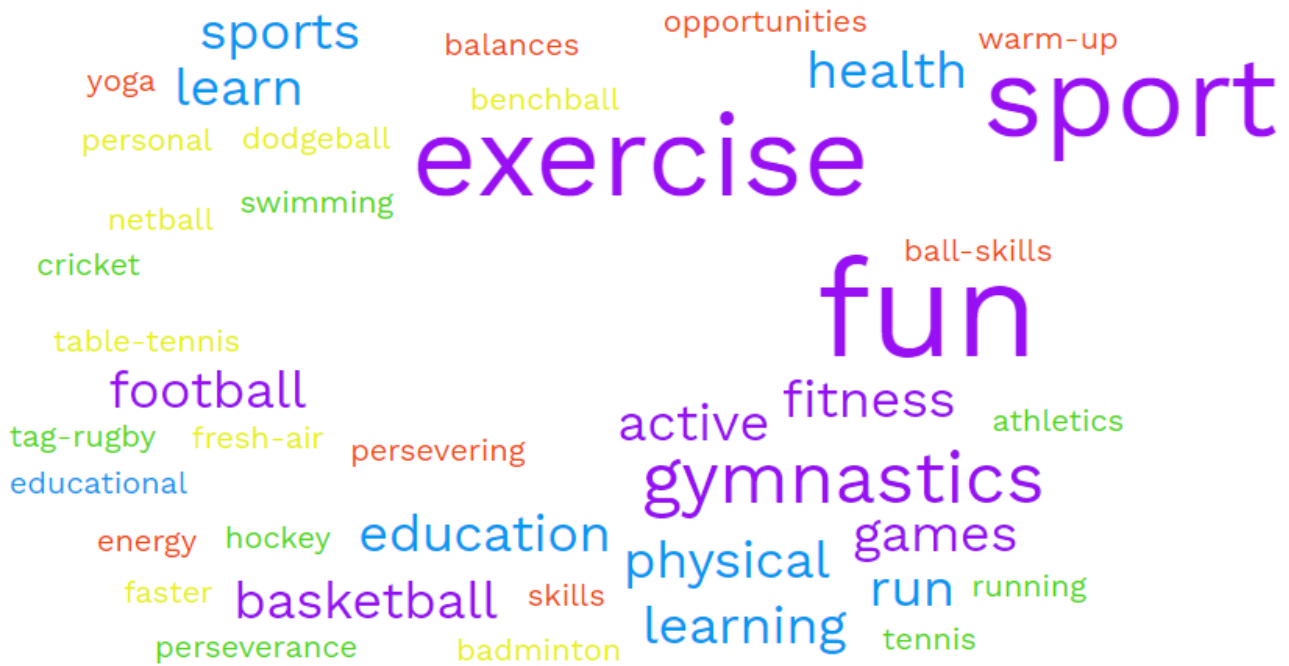 opportunities
sports
balances
warm-up
health
yoga
learn
sport
benchball
personal
dodgeball
exercise
swimming
netball
ball-skills
cricket
fun
table-tennis
football
fitness
active
athletics
tag-rugby
fresh-air
persevering
gymnastics
educational
education
games
energy
hockey
physical
run
running
faster
basketball
skills
learning
tennis
perseverance
badminton